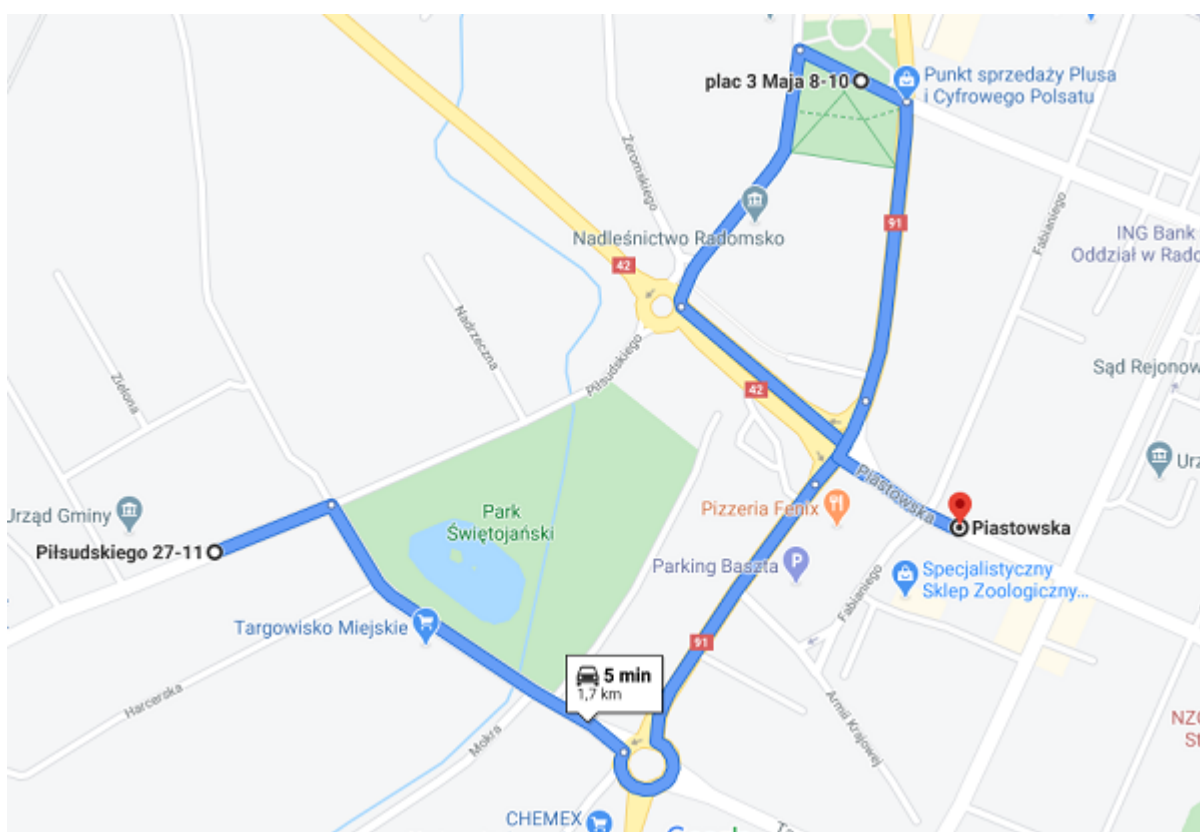 plac 3 Maja 8-10
Punkt sprzedaży Plusa
i Cyfrowego Polsatu
Żeromskiego
Fabianiego
91
ING Bank
Oddział w Rado
Nadleśnictwo Radomsko
42
Nadrzeczna
Piłsudskiego
Zielona
42
Sąd Rejonow
Urząd Gminy
Piłsudskiego 27-11
Park
Świętojański
Pizzeria Fenix
Piastowska
Piastowska
Urz
Parking Baszta
P
Specjalistyczny
Sklep Zoologiczny...
Fabianiego
Targowisko Miejskie
91
5 min
1,7 km
Harcerska
Mokra
Armii Krajowej
NZO
St
CHEMEX